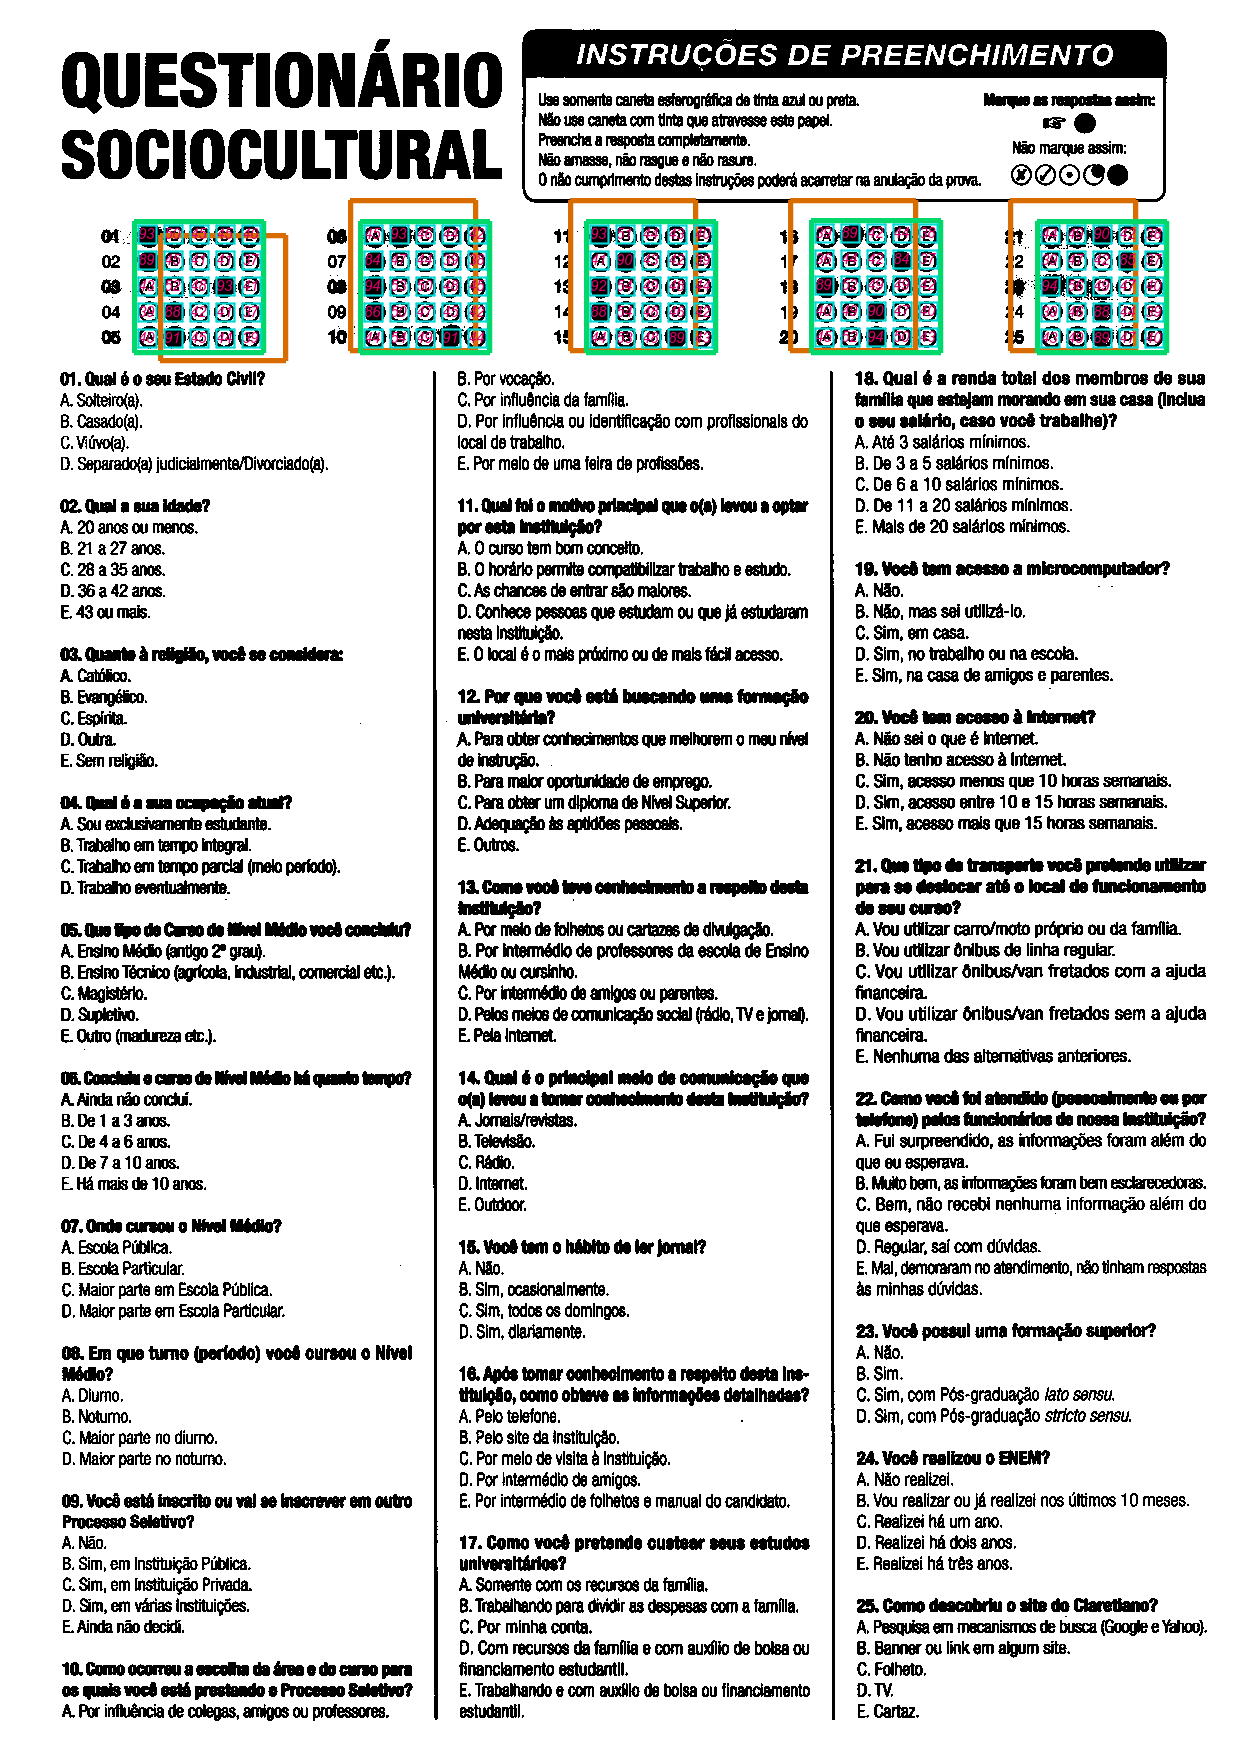 QUESTIONÁRIO
SOCIOCULTURAL
INSTRUÇÕES DE PREENCHIMENTO
Use somente caneta esferográfica de tinta azul ou preta.
Não use caneta com tinta que atravesse este papel.
Preencha a resposta completamente.
Não amasse, não rasgue e não rasure.
O não cumprimento destas instruções poderá acarretar na anulação da prova.
Marque as respostas assim:
Não marque assim:
01 06 11 16 21
02 07 12 17 22
03 08 13 18
04 09 14 19 24
05 10 15 20 25
01. Qual é o seu Estado Civil?
A. Solteiro(a).
B. Casado(a).
C. Viúvo(a).
D. Separado(a) judicialmente/Divorciado(a).
02. Qual a sua idade?
A. 20 anos ou menos.
B. 21 a 27 anos.
C. 28 a 35 anos.
D. 36 a 42 anos.
E. 43 ou mais.
03. Quanto à religião, você se considera:
A. Católico.
B. Evangélico.
C. Espírita.
D. Outra.
E. Sem religião.
04. Qual é a sua ocupação atual?
A. Sou exclusivamente estudante.
B. Trabalho em tempo integral.
C. Trabalho em tempo parcial (meio período).
D. Trabalho eventualmente.
05. Que tipo de Curso de Nível Médio você concluiu?
A. Ensino Médio (antigo 2º grau).
B. Ensino Técnico (agrícola, industrial, comercial etc.).
C. Magistério.
D. Supletivo.
E. Outro (madureza etc.).
06. Concluiu o curso de Nível Médio há quanto tempo?
A. Ainda não concluí.
B. De 1 a 3 anos.
C. De 4 a 6 anos.
D. De 7 a 10 anos.
E. Há mais de 10 anos.
07. Onde cursou o Nível Médio?
A. Escola Pública.
B. Escola Particular.
C. Maior parte em Escola Pública.
D. Maior parte em Escola Particular.
08. Em que turno (período) você cursou o Nível
Médio?
A. Diurno.
B. Noturno.
C. Maior parte no diurno.
D. Maior parte no noturno.
09. Você está inscrito ou vai se inscrever em outro
Processo Seletivo?
A. Não.
B. Sim, em Instituição Pública.
C. Sim, em Instituição Privada.
D. Sim, em várias Instituições.
E. Ainda não decidi.
10. Como ocorreu a escolha da área e do curso para
os quais você está prestando o Processo Seletivo?
A. Por influência de colegas, amigos ou professores.
B. Por vocação.
C. Por influência da família.
D. Por influência ou identificação com profissionais do
local de trabalho.
E. Por meio de uma feira de profissões.
11. Qual foi o motivo principal que o(a) levou a optar
por esta Instituição?
A. O curso tem bom conceito.
B. O horário permite compatibilizar trabalho e estudo.
C. As chances de entrar são maiores.
D. Conhece pessoas que estudam ou que já estudaram
nesta Instituição.
E. O local é o mais próximo ou de mais fácil acesso.
12. Por que você está buscando uma formação
universitária?
A. Para obter conhecimentos que melhorem o meu nível
de instrução.
B. Para maior oportunidade de emprego.
C. Para obter um diploma de Nível Superior.
D. Adequação às aptidões pessoais.
E. Outros.
13. Como você teve conhecimento a respeito desta
Instituição?
A. Por meio de folhetos ou cartazes de divulgação.
B. Por intermédio de professores da escola de Ensino
Médio ou cursinho.
C. Por intermédio de amigos ou parentes.
D. Pelos meios de comunicação social (rádio, TV e jornal).
E. Pela Internet.
14. Qual é o principal meio de comunicação que
o(a) levou a tomar conhecimento desta Instituição?
A. Jornais/revistas.
B. Televisão.
C. Rádio.
D. Internet.
E. Outdoor.
15. Você tem o hábito de ler jornal?
A. Não.
B. Sim, ocasionalmente.
C. Sim, todos os domingos.
D. Sim, diariamente.
16. Após tomar conhecimento a respeito desta Ins-
tituição, como obteve as informações detalhadas?
A. Pelo telefone.
B. Pelo site da Instituição.
C. Por meio de visita à Instituição.
D. Por intermédio de amigos.
E. Por intermédio de folhetos e manual do candidato.
17. Como você pretende custear seus estudos
universitários?
A. Somente com os recursos da família.
B. Trabalhando para dividir as despesas com a família.
C. Por minha conta.
D. Com recursos da família e com auxílio de bolsa ou
financiamento estudantil.
E. Trabalhando e com auxílio de bolsa ou financiamento
estudantil.
18. Qual é a renda total dos membros de sua
família que estejam morando em sua casa (inclua
o seu salário, caso você trabalhe)?
A. Até 3 salários mínimos.
B. De 3 a 5 salários mínimos.
C. De 6 a 10 salários mínimos.
D. De 11 a 20 salários mínimos.
E. Mais de 20 salários mínimos.
19. Você tem acesso a microcomputador?
A. Não.
B. Não, mas sei utilizá-lo.
C. Sim, em casa.
D. Sim, no trabalho ou na escola.
E. Sim, na casa de amigos e parentes.
20. Você tem acesso à Internet?
A. Não sei o que é Internet.
B. Não tenho acesso à Internet.
C. Sim, acesso menos que 10 horas semanais.
D. Sim, acesso entre 10 e 15 horas semanais.
E. Sim, acesso mais que 15 horas semanais.
21. Que tipo de transporte você pretende utilizar
para se deslocar até o local de funcionamento
de seu curso?
A. Vou utilizar carro/moto próprio ou da família.
B. Vou utilizar ônibus de linha regular.
C. Vou utilizar ônibus/van fretados com a ajuda
financeira.
D. Vou utilizar ônibus/van fretados sem a ajuda
financeira.
E. Nenhuma das alternativas anteriores.
22. Como você foi atendido (pessoalmente ou por
telefone) pelos funcionários de nossa Instituição?
A. Fui surpreendido, as informações foram além do
que eu esperava.
B. Muito bem, as informações foram bem esclarecedoras.
C. Bem, não recebi nenhuma informação além do
que esperava.
D. Regular, saí com dúvidas.
E. Mal, demoraram no atendimento, não tinham respostas
às minhas dúvidas.
23. Você possui uma formação superior?
A. Não.
B. Sim.
C. Sim, com Pós-graduação lato sensu.
D. Sim, com Pós-graduação stricto sensu.
24. Você realizou o ENEM?
A. Não realizei.
B. Vou realizar ou já realizei nos últimos 10 meses.
C. Realizei há um ano.
D. Realizei há dois anos.
E. Realizei há três anos.
25. Como descobriu o site do Claretiano?
A. Pesquisa em mecanismos de busca (Google e Yahoo).
B. Banner ou link em algum site.
C. Folheto.
D. TV.
E. Cartaz.